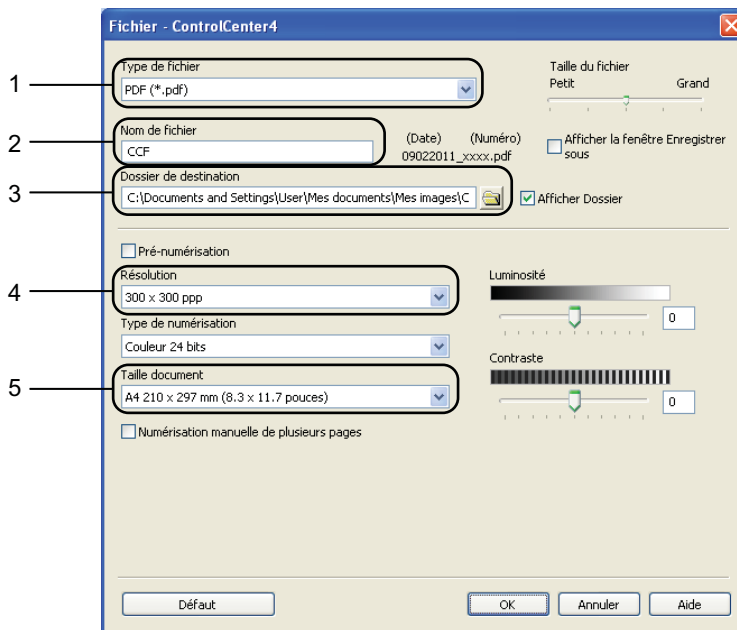 Fichier - ControlCenter4
1
Type de fichier
PDF (*.pdf)
Taille du fichier
Petit Grand
2
Nom de fichier
CCF
(Date) (Numéro)
09022011_xxxx.pdf
Afficher la fenêtre Enregistrer
sous
3
Dossier de destination
C:\Documents and Settings\User\Mes documents\Mes images\C
Afficher Dossier
Pré-numérisation
4
Résolution
300 x 300 ppp
Luminosité
0
Type de numérisation
Couleur 24 bits
Contraste
0
5
Taille document
A4 210 x 297 mm (8.3 x 11.7 pouces)
Numérisation manuelle de plusieurs pages
Défaut OK Annuler Aide